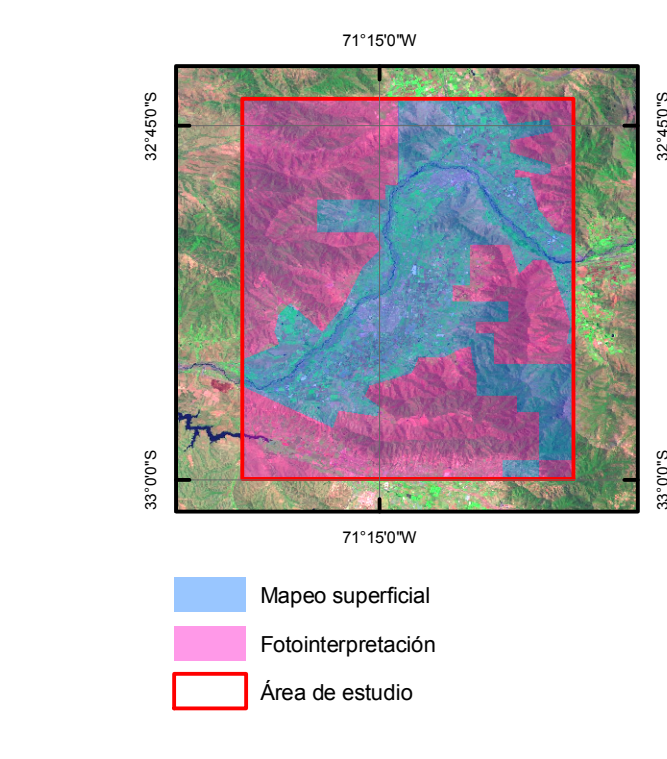 71°15'0"W
32°45'0"S
32°45'0"S
33°0'0"S
33°0'0"S
71°15'0"W
Mapeo superficial
Fotointerpretación
Área de estudio